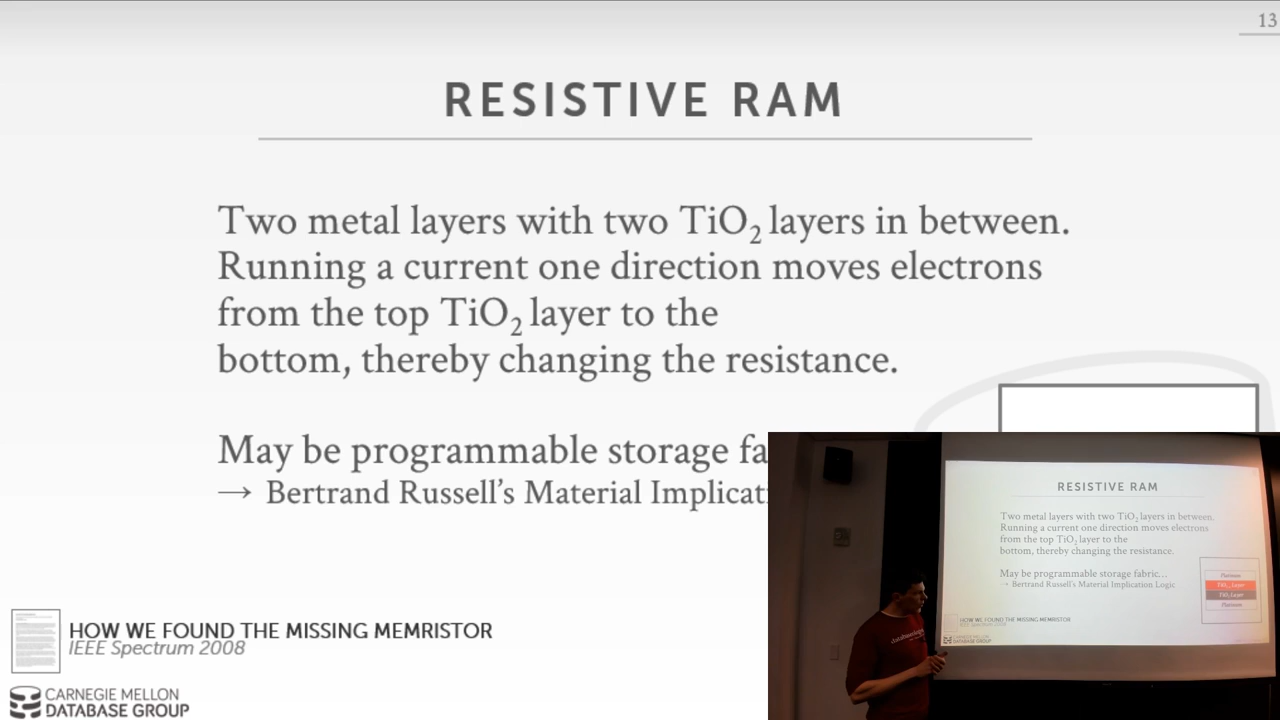 13
RESISTIVE RAM
Two metal layers with two TiO₂ layers in between.
Running a current one direction moves electrons
from the top TiO₂ layer to the
bottom, thereby changing the resistance.
May be programmable storage fa
→ Bertrand Russell's Material Implicati
HOW WE FOUND THE MISSING MEMRISTOR
IEEE Spectrum 2008
CARNEGIE MELLON
DATABASE GROUP
RESISTIVE RAM
Two metal layers with two TiO₂ layers in between.
Running a current one direction moves electrons
from the top TiO₂ layer to the
bottom, thereby changing the resistance.
May be programmable storage fabric...
→ Bertrand Russell's Material Implication Logic
Platinum
Layer
TiO₂ Layer
Platinum
HOW WE FOUND THE MISSING MEMRISTOR
CARNEGIE MELLON
DATABASE GROUP